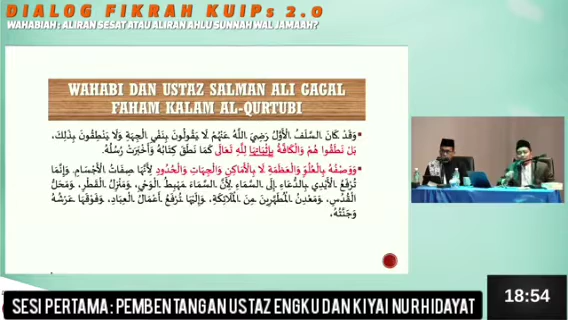 DIALOG FIKRAH KUIPs 2.0
WAHABIAH: ALIRAN SESAT ATAU ALIRAN AHLU SUNNAH WAL JAMAAH?
WAHABI DAN USTAZ SALMAN ALI GAGAL
FAHAM KALAM AL-QURTUBI
▪ وَقَدْ كَانَ السَّلَفُ الْأَوَّلُ رَضِيَ اللَّهُ عَنْهُمْ لَا يَقُولُونَ بِنَفْيِ الْجِهَةِ وَلَا يَنْطِقُونَ بِذَلِكَ،
بَلْ نَطَقُوا هُمْ وَالْكَافَّةُ بِإِثْبَاتِهَا لِلَّهِ تَعَالَى كَمَا نَطَقَ كِتَابُهُ وَأَخْبَرَتْ رُسُلُهُ.
▪ وَوَصْفُهُ بِالْعُلُوِّ وَالْعَظَمَةِ لَا بِالْأَمَاكِنِ وَالْجِهَاتِ وَالْحُدُودِ لِأَنَّهَا صِفَاتُ الْأَجْسَامِ. وَإِنَّمَا
تُرْفَعُ الْأَيْدِي بِالدُّعَاءِ إِلَى السَّمَاءِ لِأَنَّ السَّمَاءَ مَهْبِطُ الْوَحْيِ، وَمَنْزِلُ الْقَطْرِ، وَمَحَلُّ
الْقُدْسِ، وَمَعْدِنُ الْمُطَهَّرِينَ مِنَ الْمَلَائِكَةِ، وَإِلَيْهَا تُرْفَعُ أَعْمَالُ الْعِبَادِ، وَفَوْقَهَا عَرْشُهُ
وَجَنَّتُهُ،
SESI PERTAMA: PEMBENTANGAN USTAZ ENGKU DAN KIYAI NURHIDAYAT
18:54